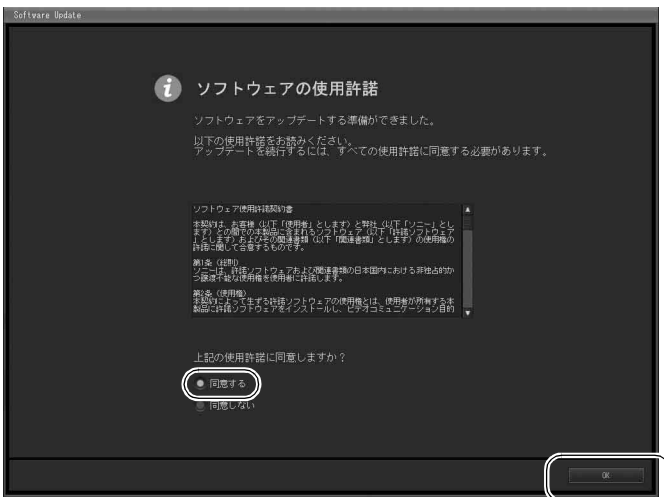 Software Update
ソフトウェアの使用許諾
ソフトウェアをアップデートする準備ができました。
以下の使用許諾をお読みください。
アップデートを続行するには、すべての使用許諾に同意する必要があります。
ソフトウェア使用許諾契約書
本契約は、お客様（以下「使用者」とします）と弊社（以下「ソニー」とし
ます）との間での本製品に含まれるソフトウェア（以下「許諾ソフトウェア
」とします）およびその関連書類（以下「関連書類」とします）の使用権の
許諾に関して合意するものです。
第1条（総則）
ソニーは、許諾ソフトウェアおよび関連書類の日本国内における非独占的か
つ譲渡不能な使用権を使用者に許諾します。
第2条（使用権）
本契約によって生ずる許諾ソフトウェアの使用権とは、使用者が所有する本
製品に許諾ソフトウェアをインストールし、ビデオコミュニケーション目的
上記の使用許諾に同意しますか？
同意する
同意しない
OK